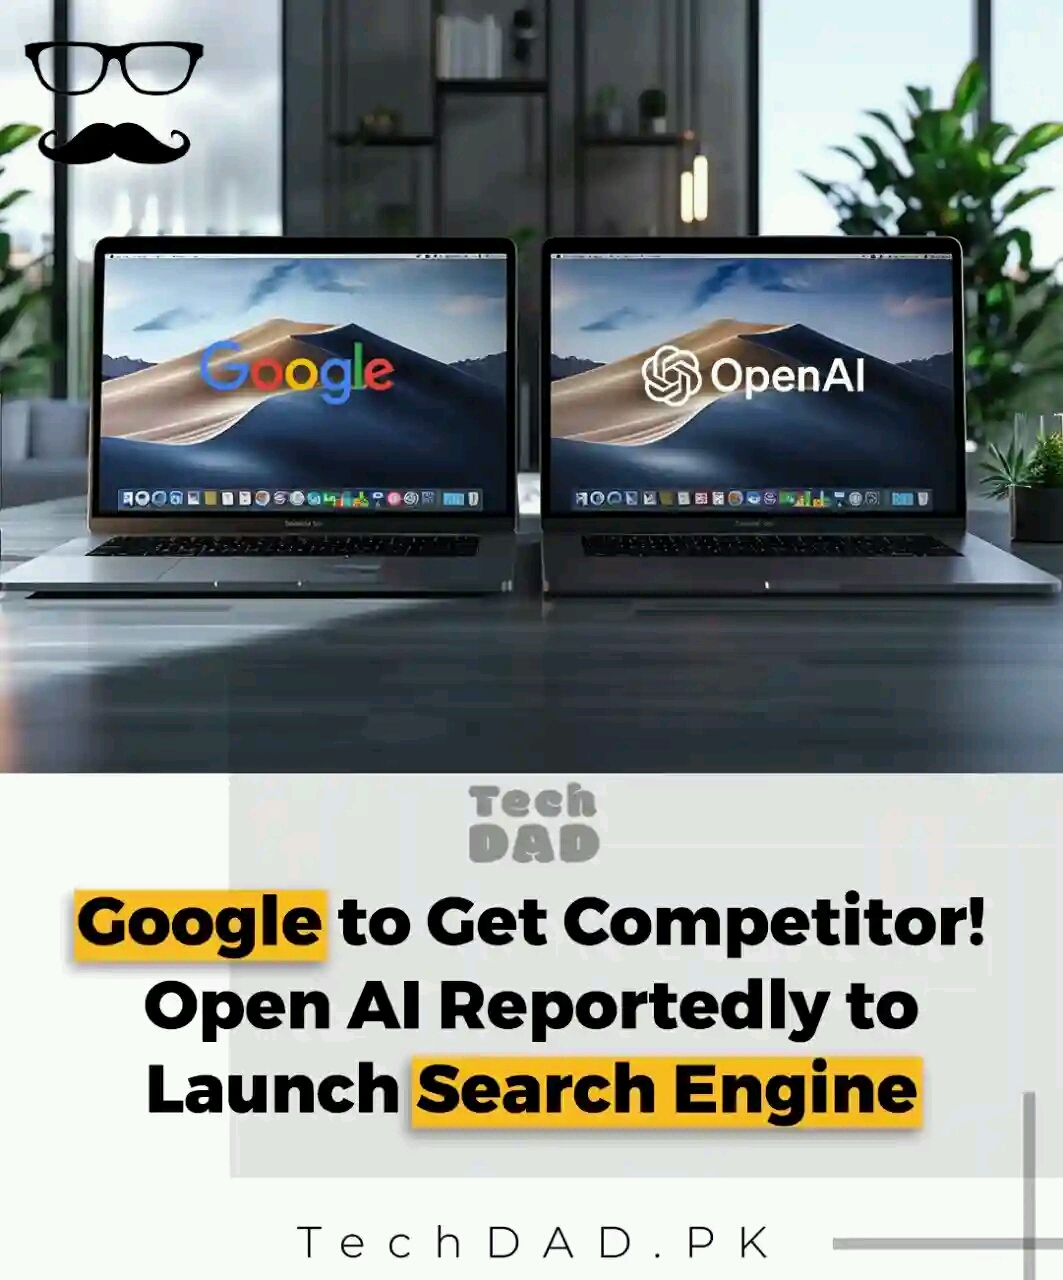 Google
OpenAI
Tech
DAD
Google to Get Competitor!
Open AI Reportedly to
Launch Search Engine
TechDAD.PK